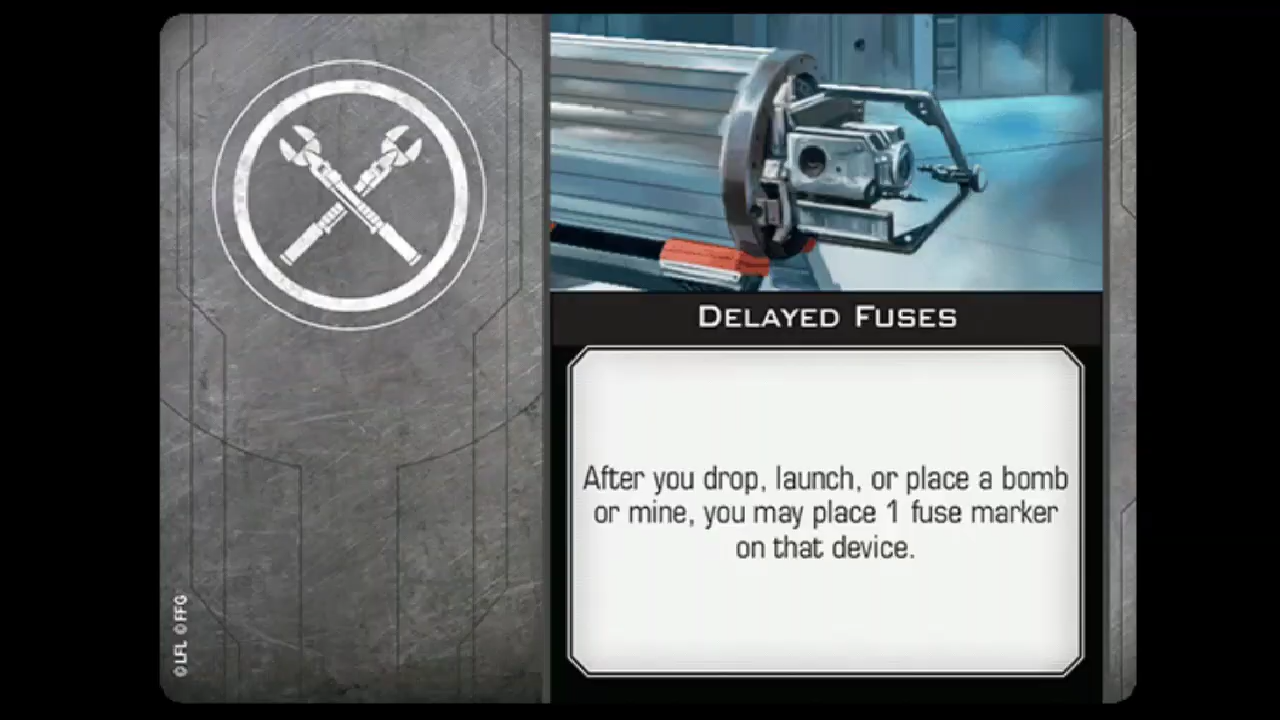 DELAYED FUSES
After you drop, launch, or place a bomb
or mine, you may place 1 fuse marker
on that device.
©LFL ©FFG